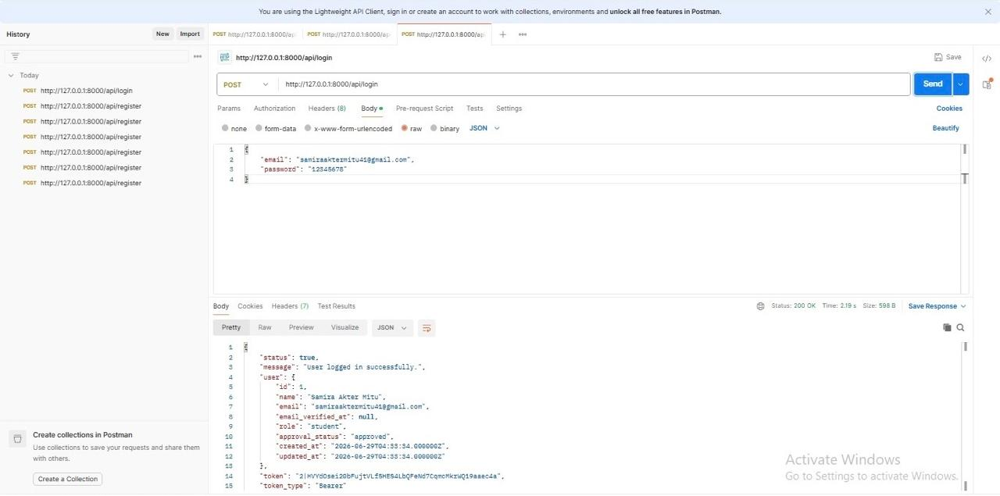 You are using the Lightweight API Client, sign in or create an account to work with collections, environments and unlock all free features in Postman.
History
New
Import
POST http://127.0.0.1:8000/ap
POST http://127.0.0.1:8000/ap
POST http://127.0.0.1:8000/ap
http://127.0.0.1:8000/api/login
Save
Today
POST http://127.0.0.1:8000/api/login
POST http://127.0.0.1:8000/api/register
POST http://127.0.0.1:8000/api/register
POST http://127.0.0.1:8000/api/register
POST http://127.0.0.1:8000/api/register
POST http://127.0.0.1:8000/api/register
POST http://127.0.0.1:8000/api/register
POST http://127.0.0.1:8000/api/login
Send
Params Authorization Headers (8) Body Pre-request Script Tests Settings
Cookies
none form-data x-www-form-urlencoded raw binary JSON
Beautify
1 {
2 "email": "samiraaktermitu41@gmail.com",
3 "password": "12345678"
4 }
Body Cookies Headers (7) Test Results
Status: 200 OK Time: 2.19 s Size: 598 B
Save Response
Pretty Raw Preview Visualize JSON
1 {
2 "status": true,
3 "message": "User logged in successfully.",
4 "user": {
5 "id": 1,
6 "name": "Samira Akter Mitu",
7 "email": "samiraaktermitu41@gmail.com",
8 "email_verified_at": null,
9 "role": "student",
10 "approval_status": "approved",
11 "created_at": "2026-06-29T04:33:34.000000Z",
12 "updated_at": "2026-06-29T04:33:34.000000Z"
13 },
14 "token":
15 "token_type": "Bearer"
Create collections in Postman
Use collections to save your requests and share them
with others.
Create a Collection
Activate Windows
Go to Settings to activate Windows.